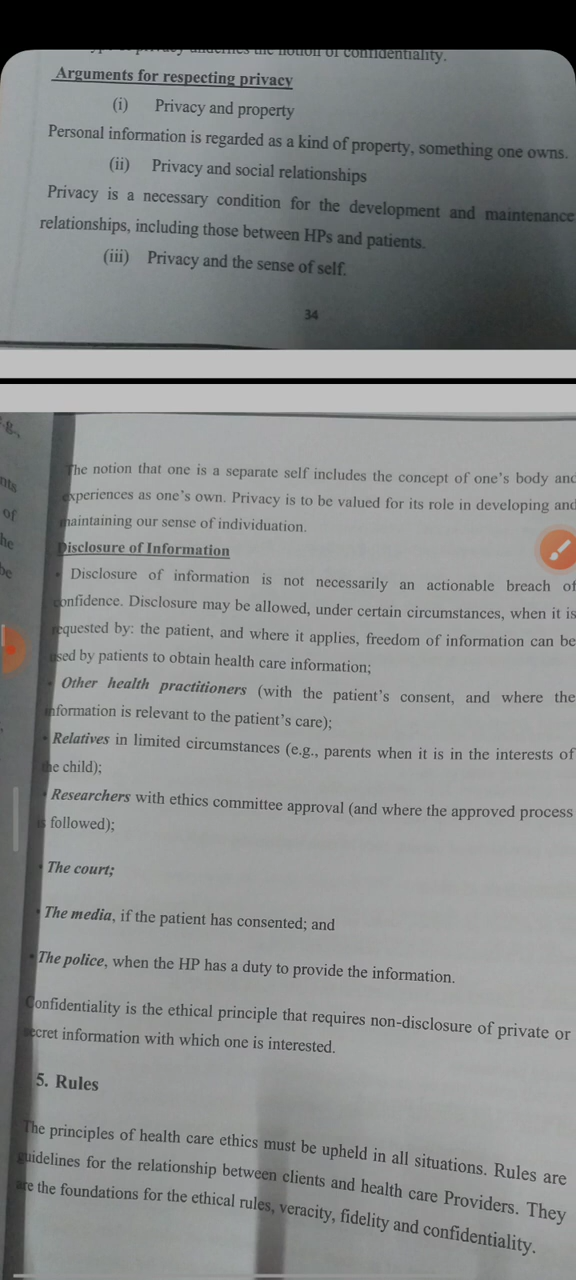 notion of confidentiality.
Arguments for respecting privacy
(i) Privacy and property
Personal information is regarded as a kind of property, something one owns.
(ii) Privacy and social relationships
Privacy is a necessary condition for the development and maintenance
relationships, including those between HPs and patients.
(iii) Privacy and the sense of self.
34
The notion that one is a separate self includes the concept of one's body and
experiences as one's own. Privacy is to be valued for its role in developing and
maintaining our sense of individuation.
Disclosure of Information
• Disclosure of information is not necessarily an actionable breach of
confidence. Disclosure may be allowed, under certain circumstances, when it is
requested by: the patient, and where it applies, freedom of information can be
used by patients to obtain health care information;
• Other health practitioners (with the patient's consent, and where the
information is relevant to the patient's care);
• Relatives in limited circumstances (e.g., parents when it is in the interests of
the child);
• Researchers with ethics committee approval (and where the approved process
is followed);
• The court;
• The media, if the patient has consented; and
• The police, when the HP has a duty to provide the information.
Confidentiality is the ethical principle that requires non-disclosure of private or
secret information with which one is interested.
5. Rules
The principles of health care ethics must be upheld in all situations. Rules are
guidelines for the relationship between clients and health care Providers. They
are the foundations for the ethical rules, veracity, fidelity and confidentiality.